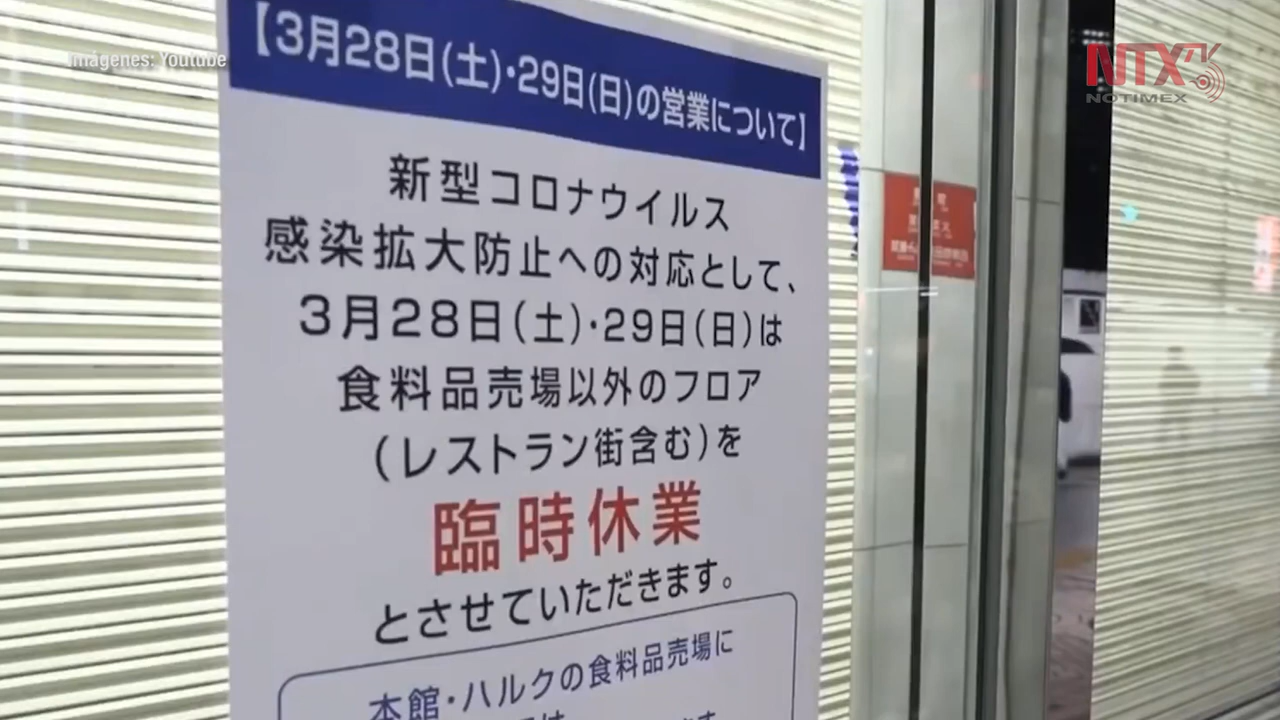 Imágenes: Youtube
NTX
NOTIMEX
【3月28日(土)・29日(日)の営業について】
新型コロナウイルス
感染拡大防止への対応として、
3月28日(土)・29日(日)は
食料品売場以外のフロア
(レストラン街含む)を
臨時休業
とさせていただきます。
本館・ハルクの食料品売場に